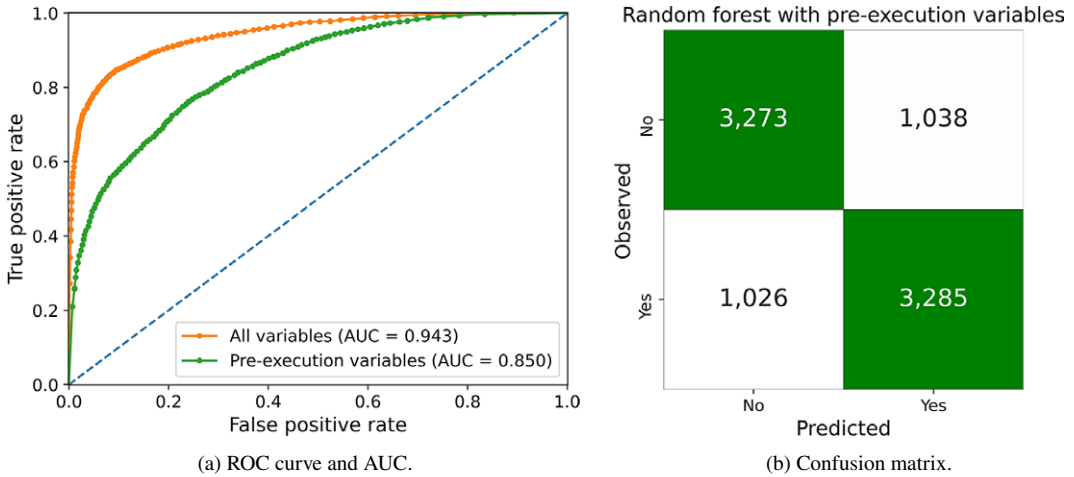 1.0
0.8
0.6
0.4
0.2
0.0
True positive rate
0.0 0.2 0.4 0.6 0.8 1.0
False positive rate
All variables (AUC = 0.943)
Pre-execution variables (AUC = 0.850)
(a) ROC curve and AUC.
Random forest with pre-execution variables
Observed
No
Yes
3,273 1,038
1,026 3,285
No Yes
Predicted
(b) Confusion matrix.